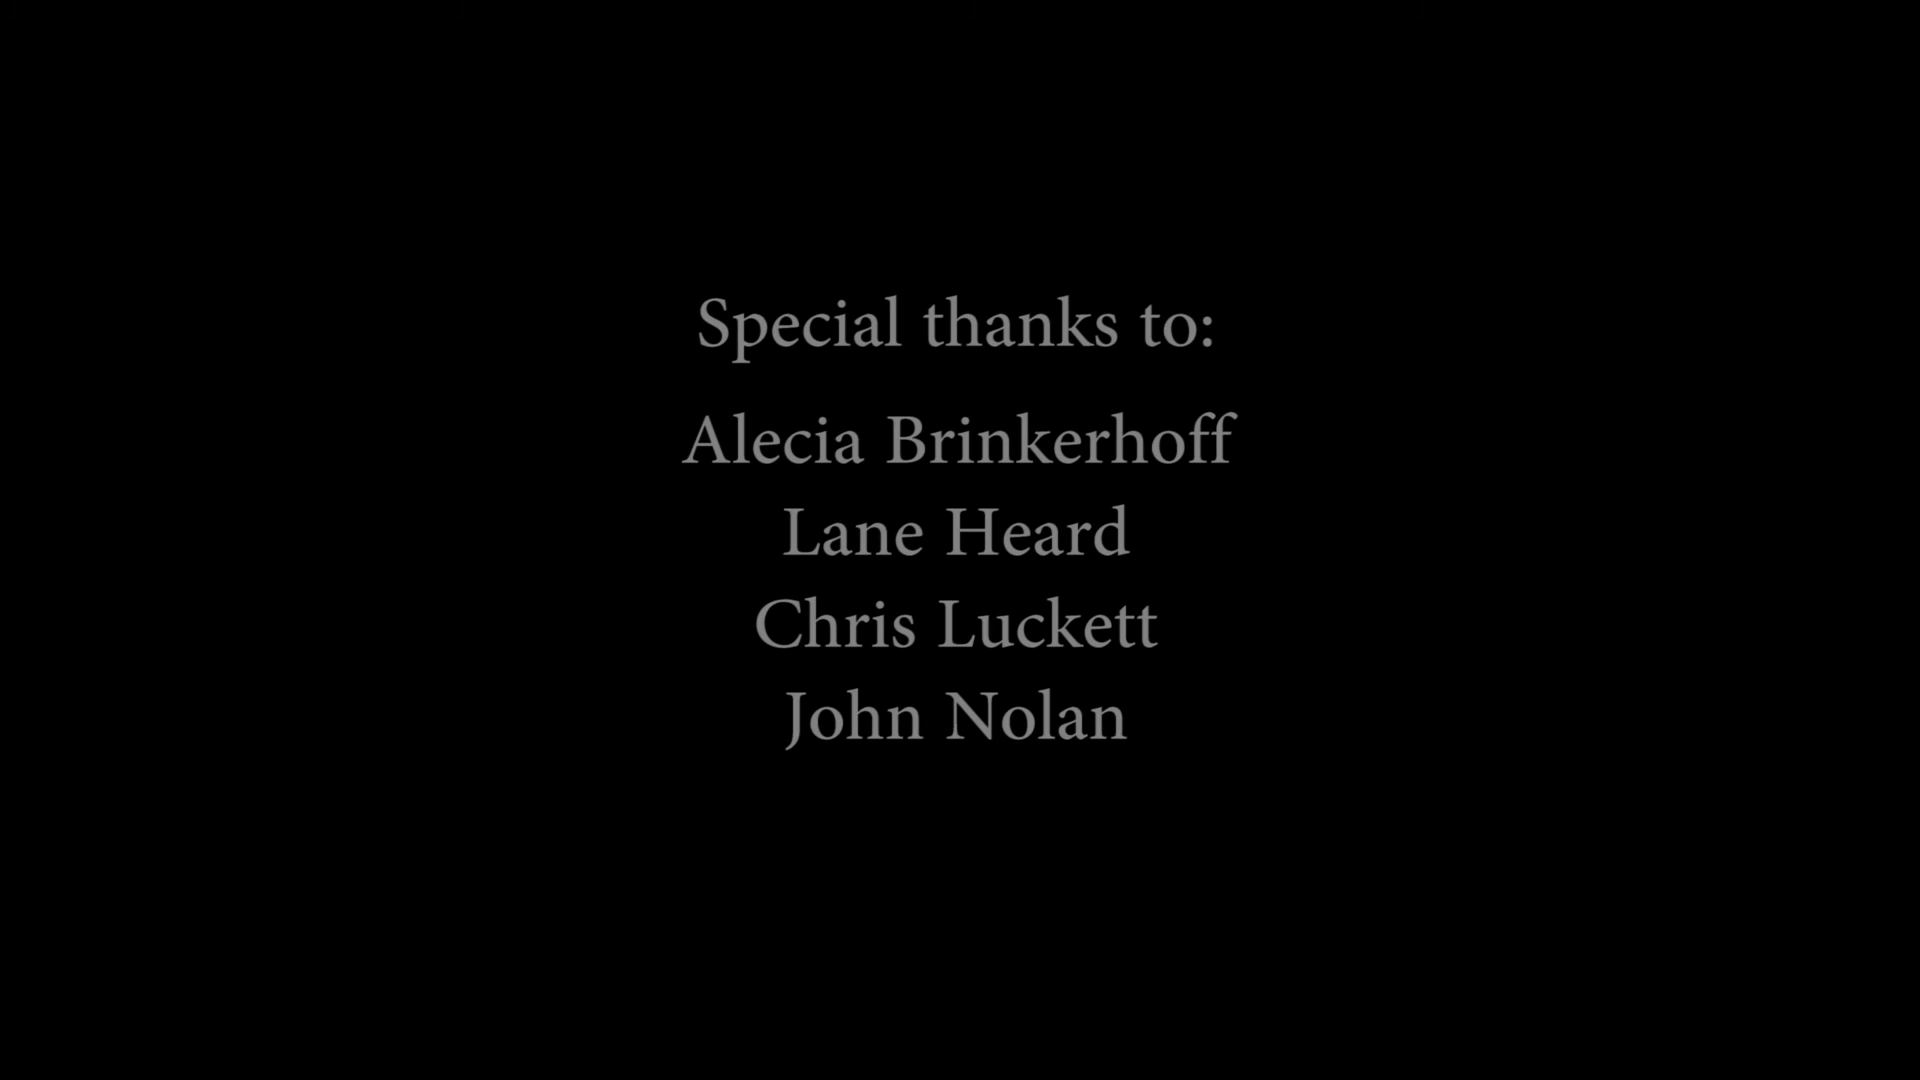 Special thanks to:
Alecia Brinkerhoff
Lane Heard
Chris Luckett
John Nolan